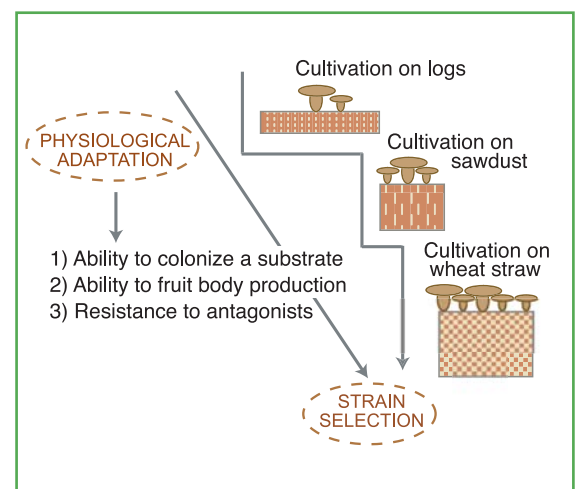 Cultivation on logs
PHYSIOLOGICAL
ADAPTATION
Cultivation on
sawdust
1) Ability to colonize a substrate
2) Ability to fruit body production
3) Resistance to antagonists
Cultivation on
wheat straw
STRAIN
SELECTION